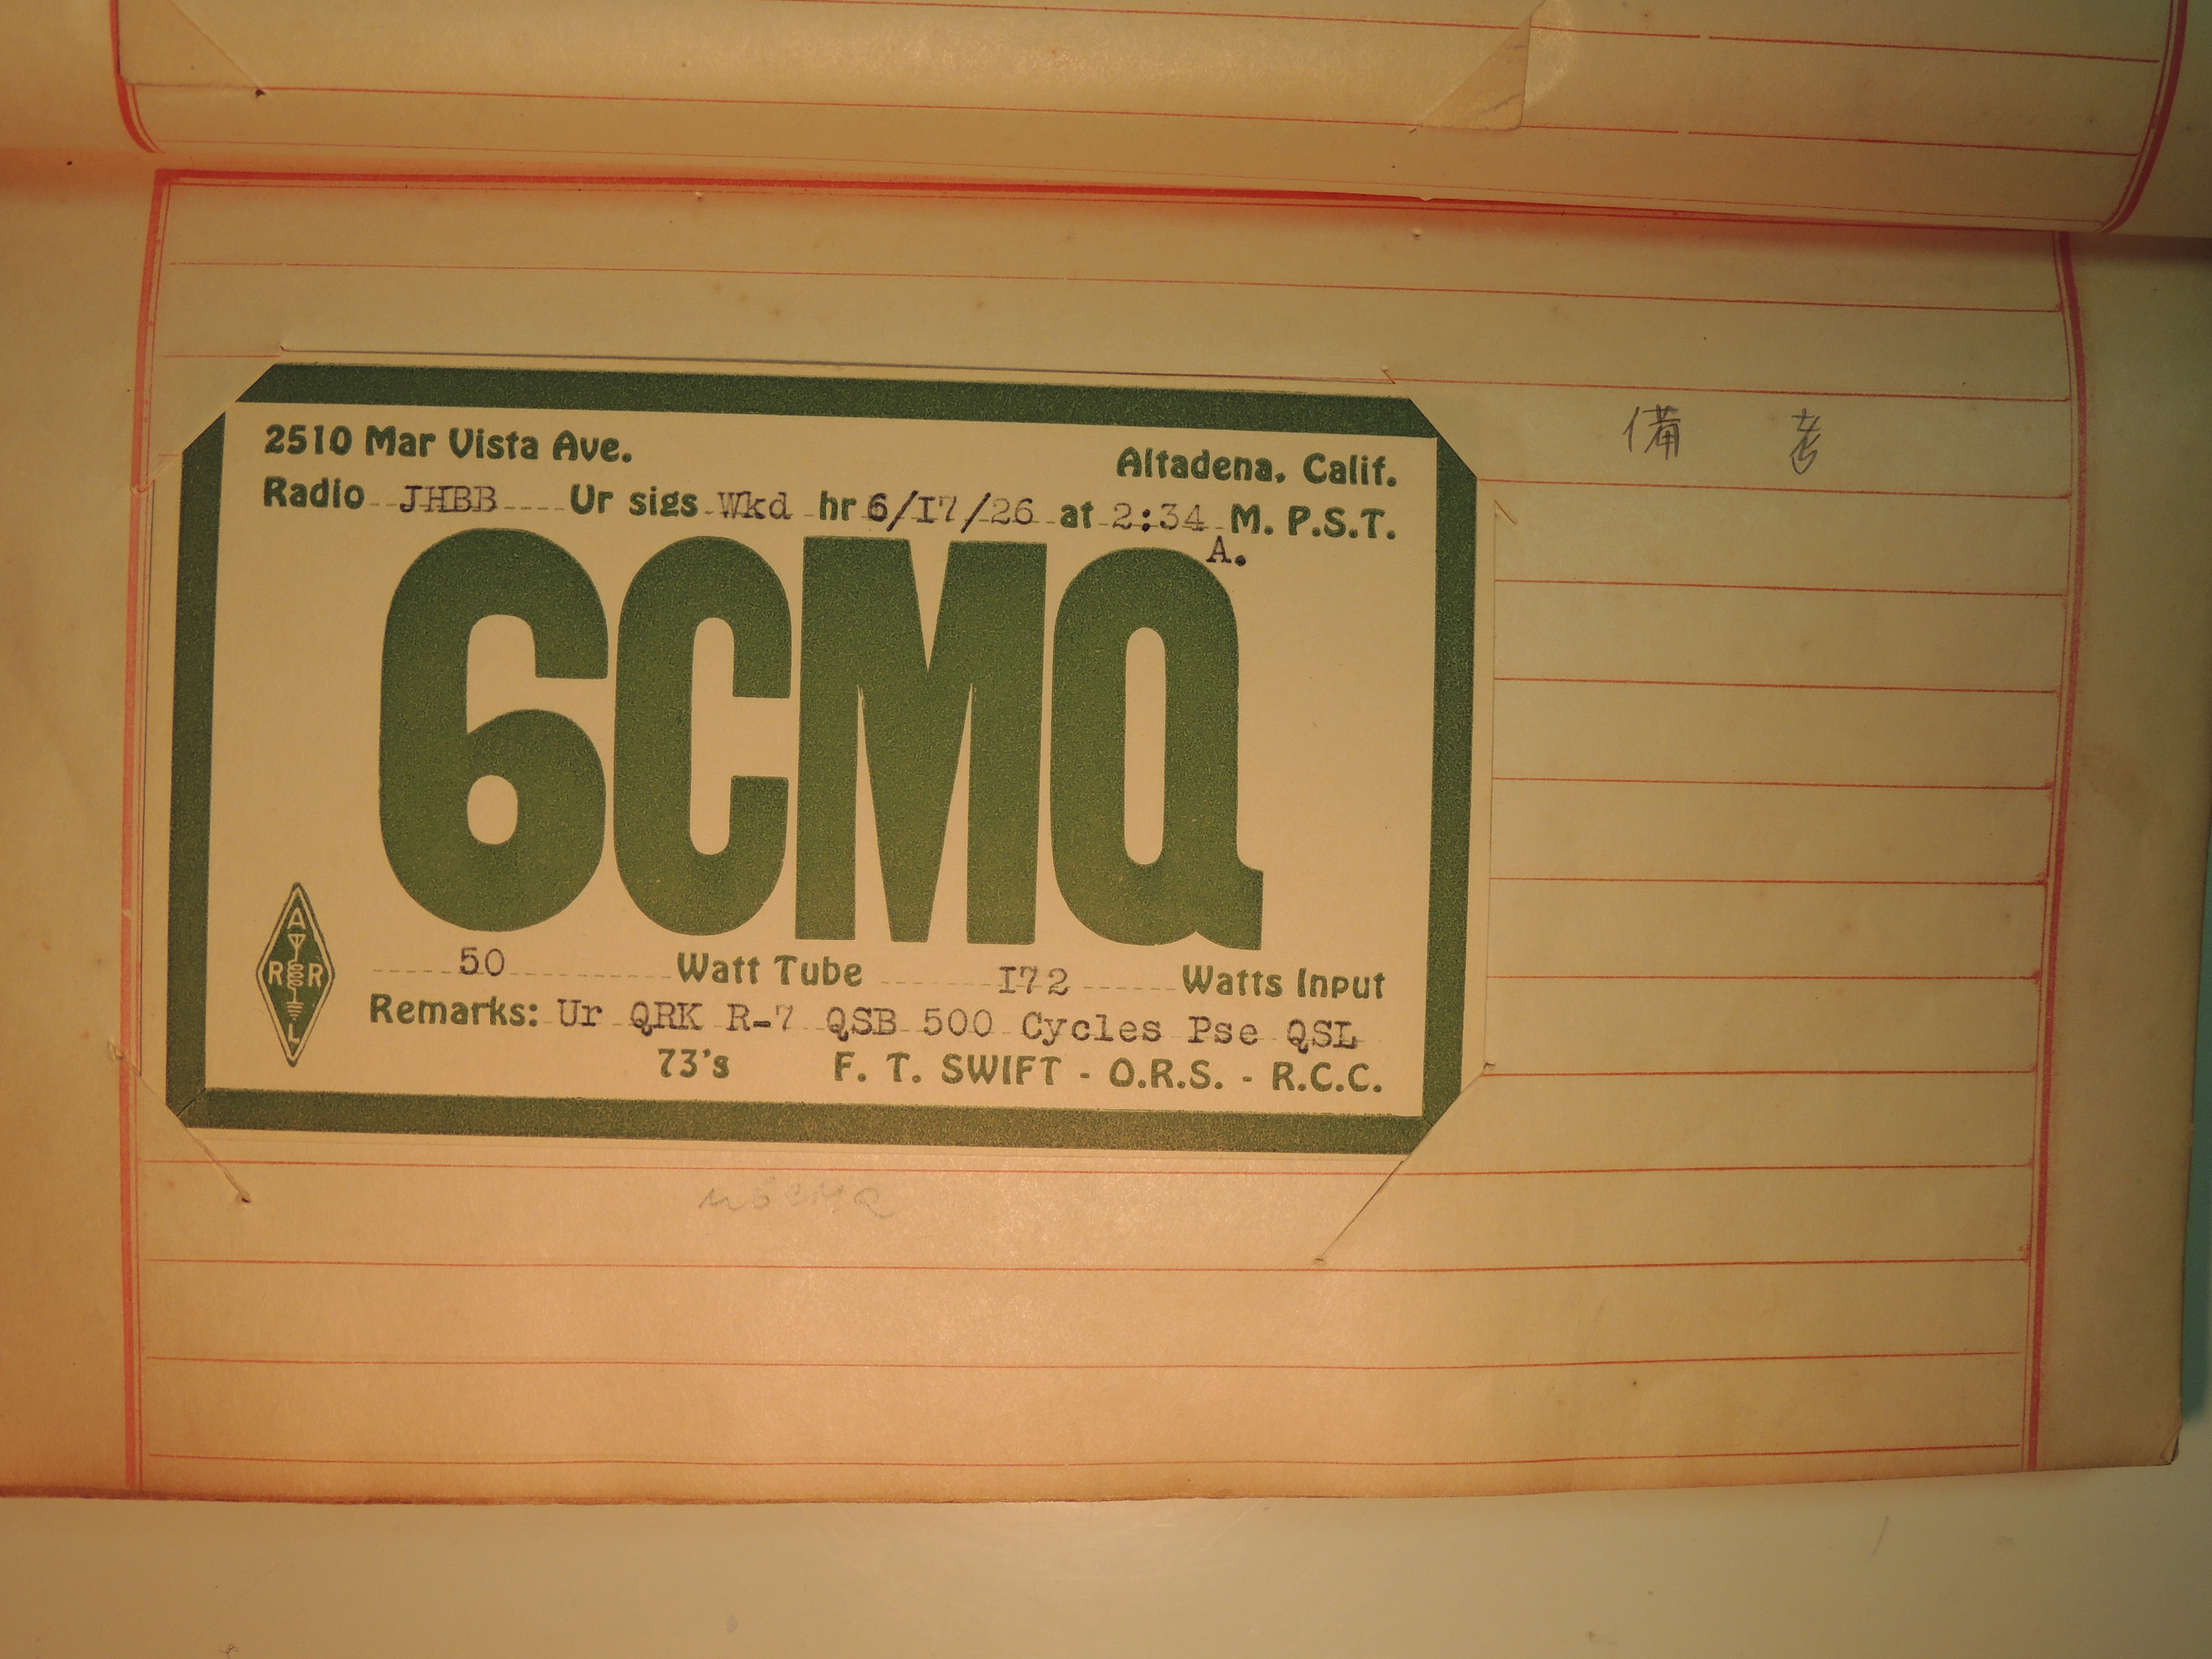 2510 Mar Vista Ave.
Altadena, Calif.
Radio JHBB Ur sigs Wkd hr 6/17/26 at 2:34 M. P.S.T.
A.
6CMQ
50 Watt Tube 172 Watts Input
Remarks: Ur QRK R-7 QSB 500 Cycles Pse QSL
73's F. T. SWIFT - O.R.S. - R.C.C.
A
R R
L
備 考